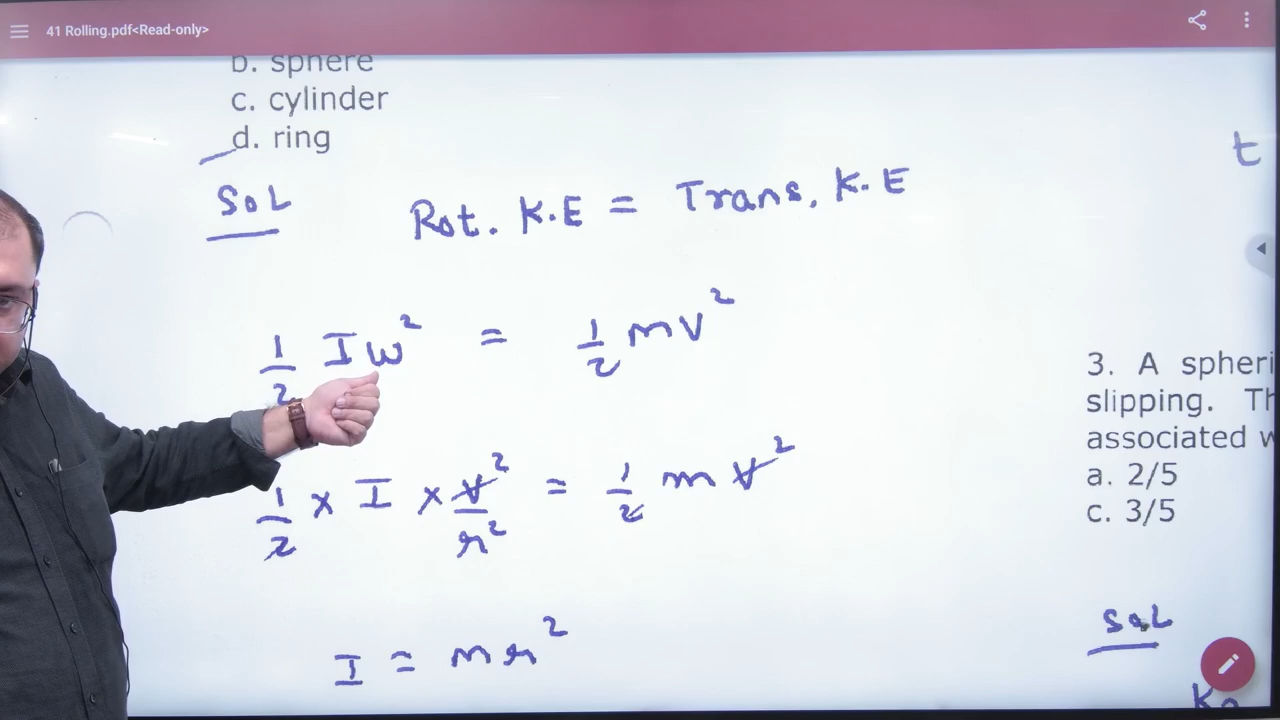 41 Rolling.pdf<Read-only>
b. sphere
c. cylinder
d. ring
SoL
Rot. K.E = Trans. K.E
1/2 Iω² = 1/2 mv²
1/2 × I × v²/r² = 1/2 m v²
I = mr²
t
3. A spheri
slipping. Th
associated w
a. 2/5
c. 3/5
SoL